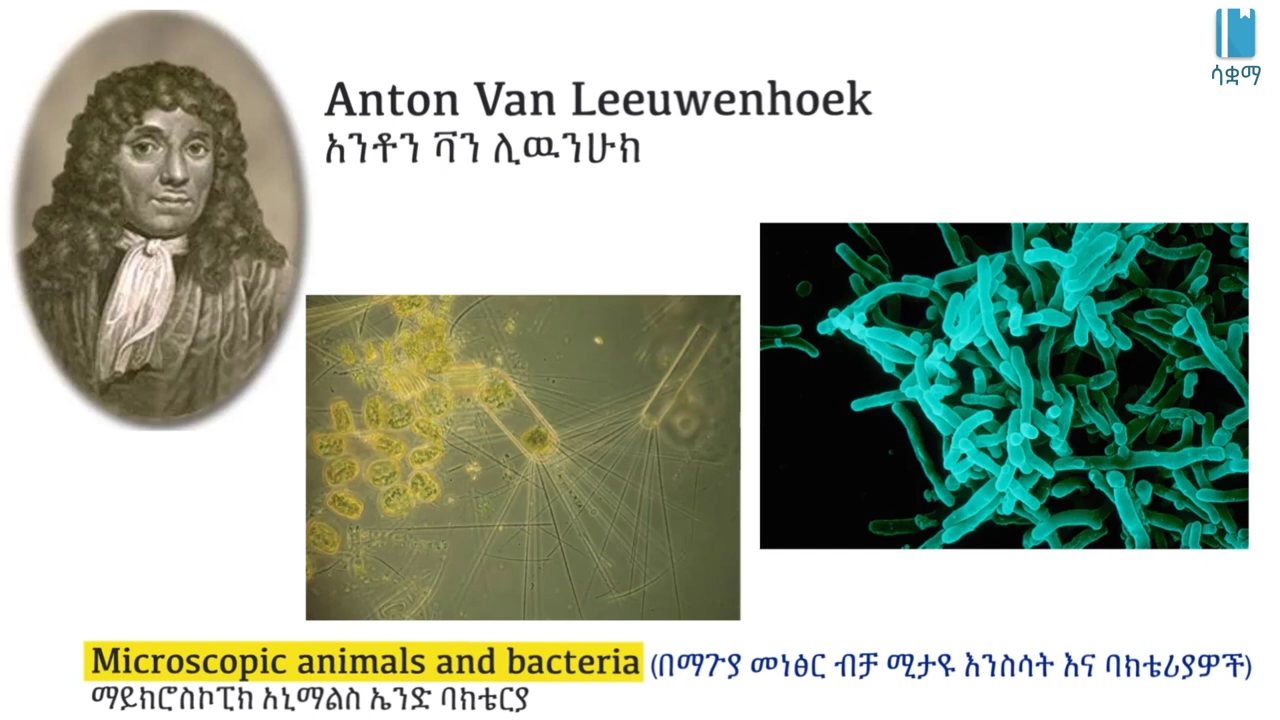 ሳቋማ
Anton Van Leeuwenhoek
አንቶን ቫን ሊዉንሁክ
Microscopic animals and bacteria (በማጉያ መነፅር ብቻ ሚታዩ እንስሳት እና ባክቴሪያዎች)
ማይክሮስኮፒክ አኒማልስ ኤንድ ባክቴርያ